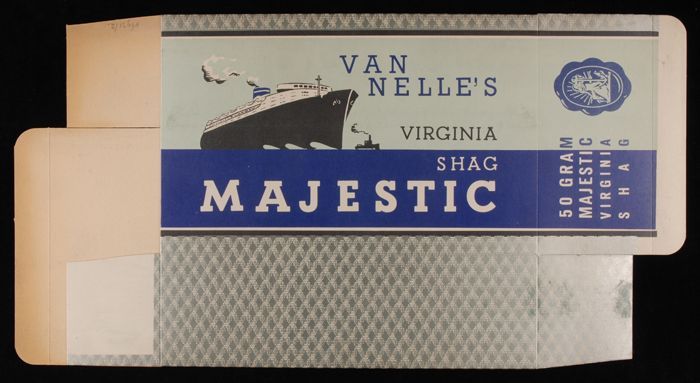 VAN
NELLE'S
VIRGINIA
SHAG
MAJESTIC
50 GRAM
MAJESTIC
VIRGINIA
SHAG